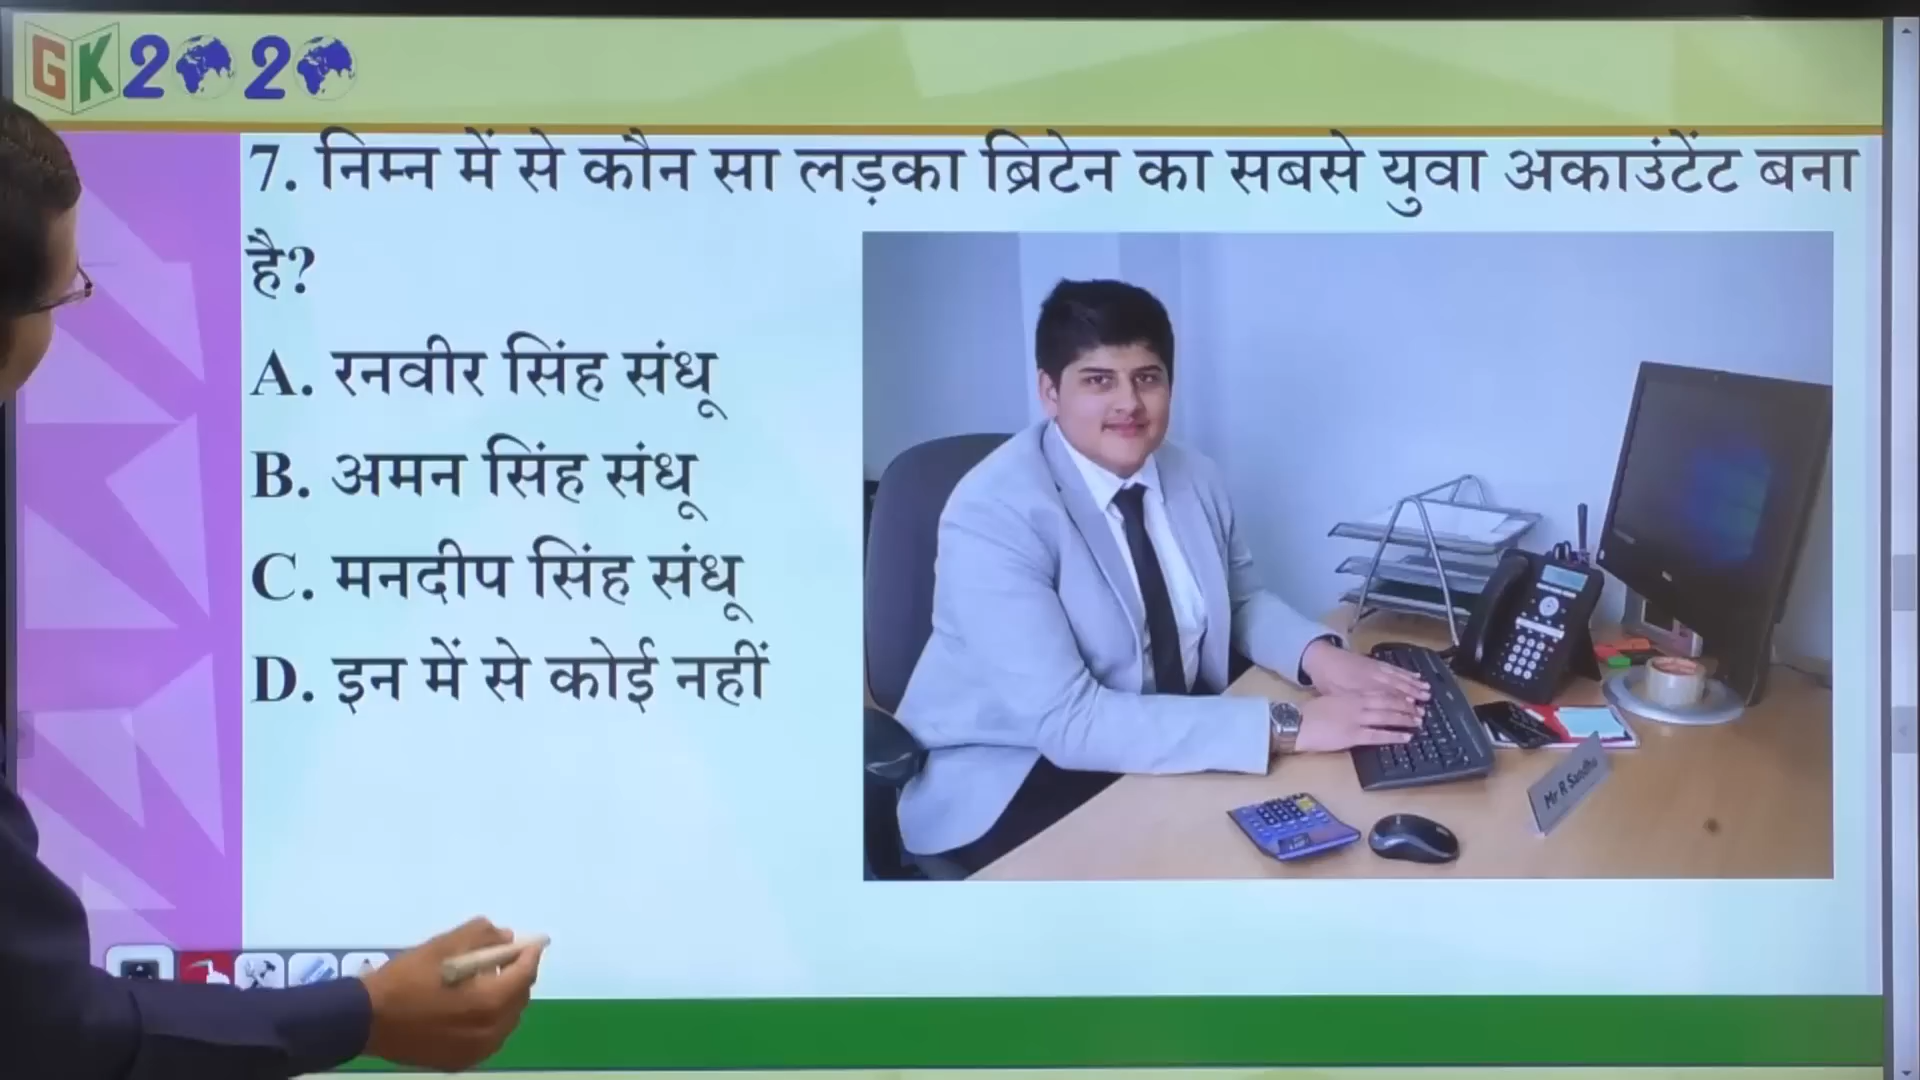 GK2020
7. निम्न में से कौन सा लड़का ब्रिटेन का सबसे युवा अकाउंटेंट बना
है?
A. रनवीर सिंह संधू
B. अमन सिंह संधू
C. मनदीप सिंह संधू
D. इन में से कोई नहीं
Mr R Sandhu